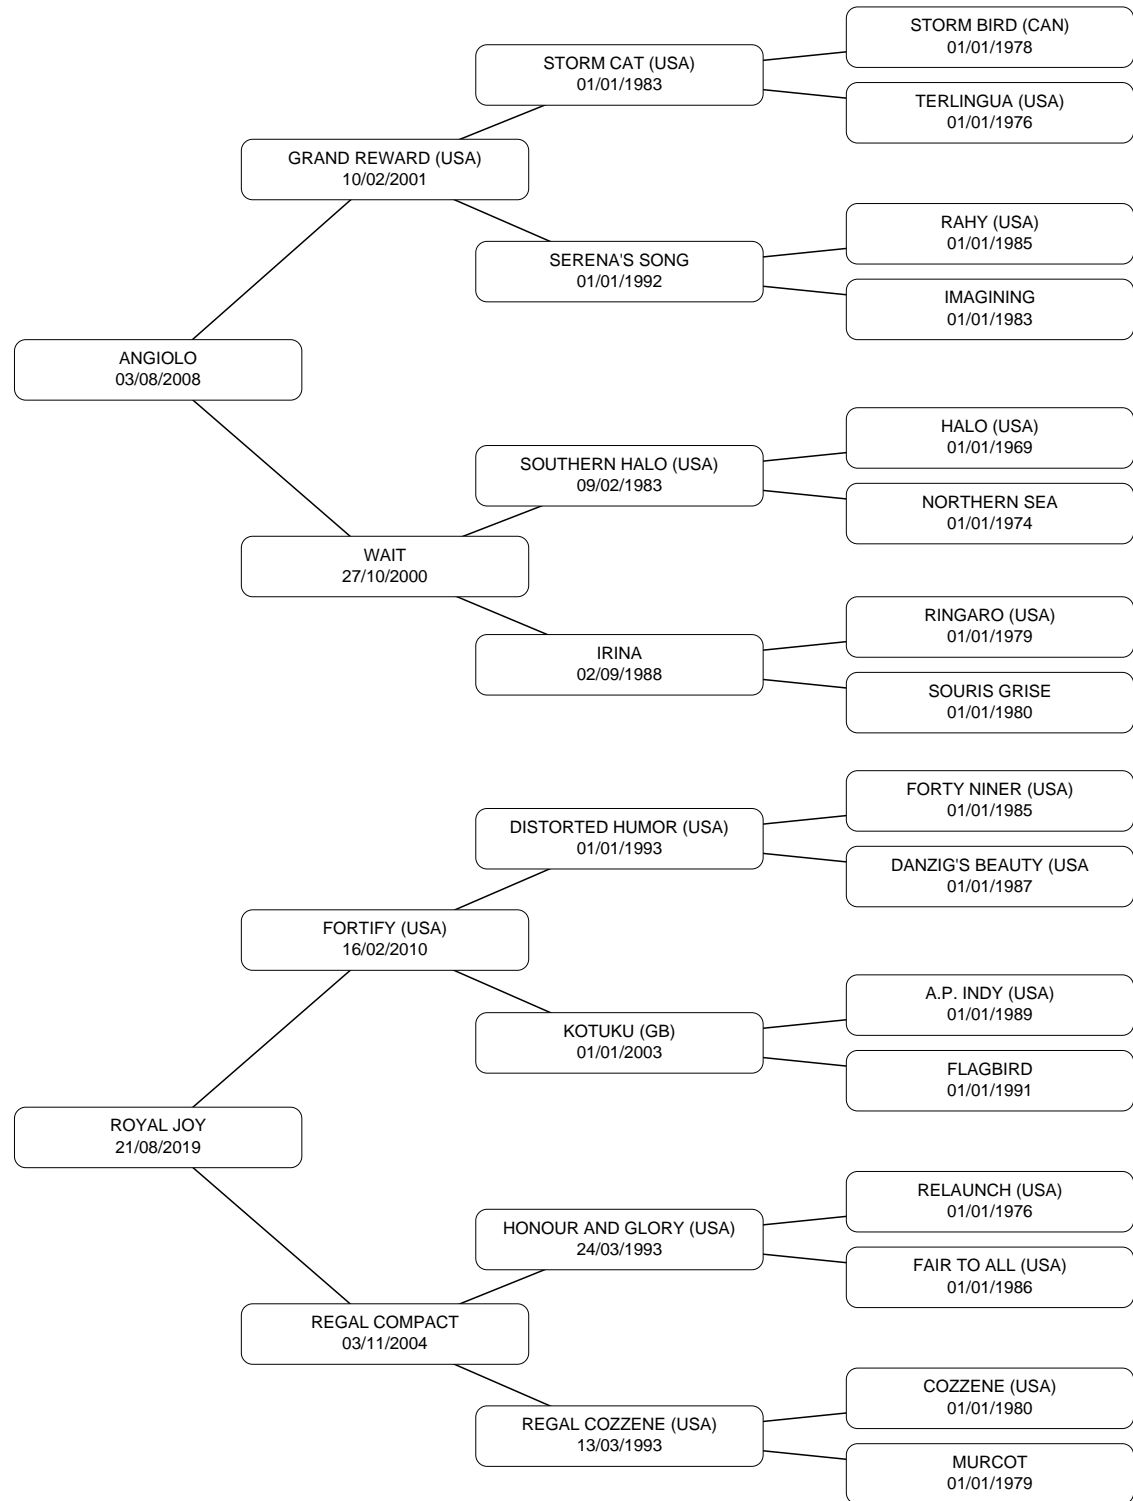 STORM BIRD (CAN)
01/01/1978
STORM CAT (USA)
01/01/1983
TERLINGUA (USA)
01/01/1976
GRAND REWARD (USA)
10/02/2001
RAHY (USA)
01/01/1985
SERENA'S SONG
01/01/1992
IMAGINING
01/01/1983
ANGIOLO
03/08/2008
HALO (USA)
01/01/1969
SOUTHERN HALO (USA)
09/02/1983
NORTHERN SEA
01/01/1974
WAIT
27/10/2000
RINGARO (USA)
01/01/1979
IRINA
02/09/1988
SOURIS GRISE
01/01/1980
FORTY NINER (USA)
01/01/1985
DISTORTED HUMOR (USA)
01/01/1993
DANZIG'S BEAUTY (USA
01/01/1987
FORTIFY (USA)
16/02/2010
A.P. INDY (USA)
01/01/1989
KOTUKU (GB)
01/01/2003
FLAGBIRD
01/01/1991
ROYAL JOY
21/08/2019
RELAUNCH (USA)
01/01/1976
HONOUR AND GLORY (USA)
24/03/1993
FAIR TO ALL (USA)
01/01/1986
REGAL COMPACT
03/11/2004
COZZENE (USA)
01/01/1980
REGAL COZZENE (USA)
13/03/1993
MURCOT
01/01/1979